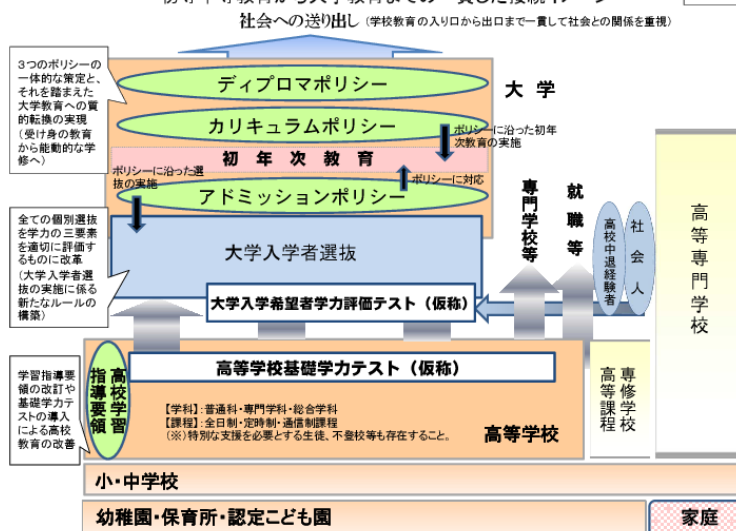 社会への送り出し（学校教育の入り口から出口まで一貫して社会との関係を重視）
３つのポリシーの
一体的な策定と、
それを踏まえた
大学教育への質
的転換の実現
（受け身の教育
から能動的な学
修へ）
ディプロマポリシー
大学
カリキュラムポリシー
ポリシーに沿った初年
次教育の実施
初年次教育
ポリシーに沿った選
抜の実施
ポリシーに対応
アドミッションポリシー
専門学校等
就職等
全ての個別選抜
を学力の三要素
を適切に評価す
るものに改革
（大学入学者選
抜の実施に係る
新たなルールの
構築）
大学入学者選抜
高校中退経験者
社会人
高等専門学校
大学入学希望者学力評価テスト（仮称）
学習指導要
領の改訂や
基礎学力テ
ストの導入
による高校
教育の改善
高校学習
指導要領
高等学校基礎学力テスト（仮称）
【学科】：普通科・専門学科・総合学科
【課程】：全日制・定時制・通信制課程
（※）特別な支援を必要とする生徒、不登校等も存在すること。
高等学校
専修学校
高等課程
小・中学校
幼稚園・保育所・認定こども園
家庭